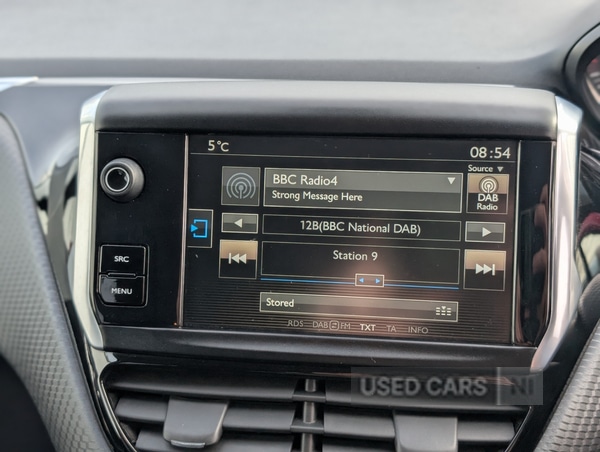 5°C
08:54
Source ▼
BBC Radio4 ▼
Strong Message Here
DAB
Radio
12B(BBC National DAB)
Station 9
SRC
MENU
Stored
RDS DAB FM TXT TA INFO
USED CARS NI